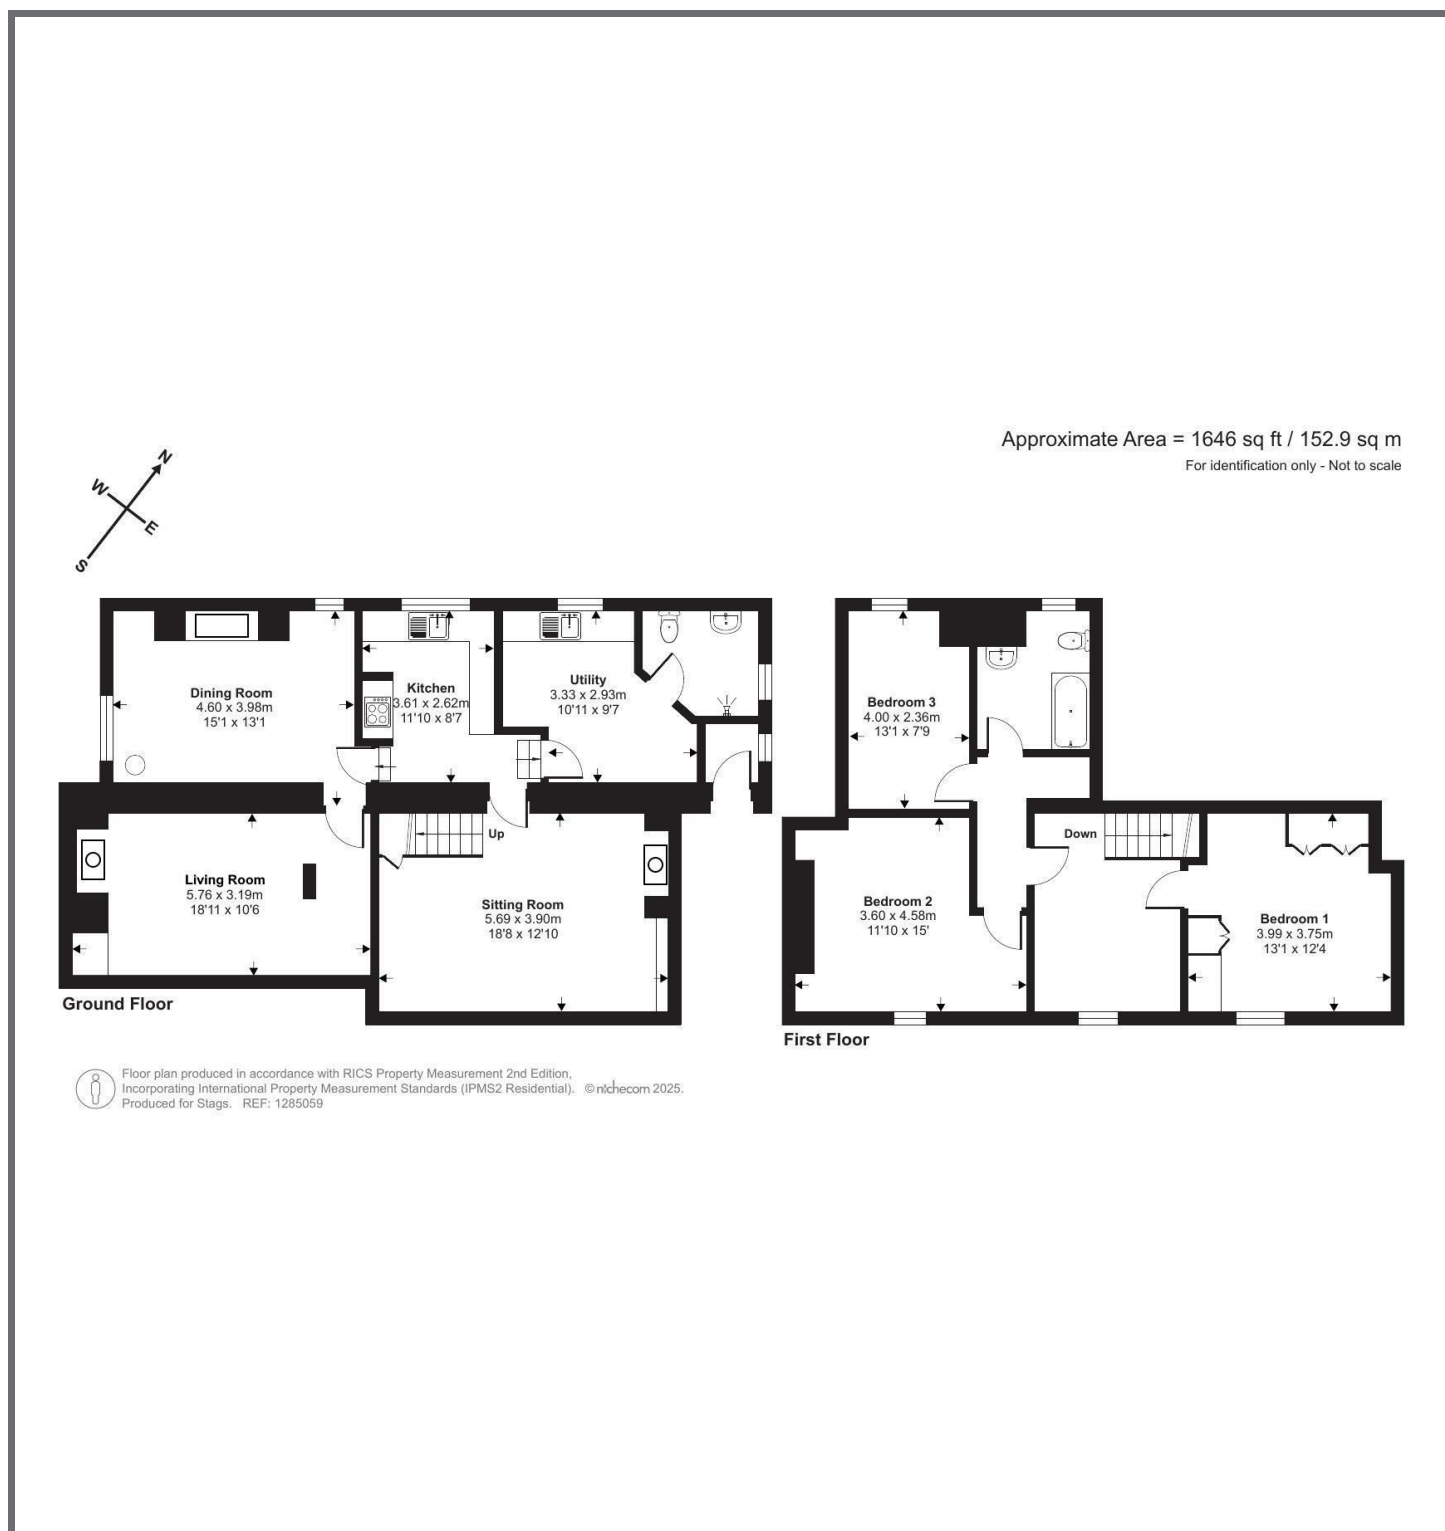 Approximate Area = 1646 sq ft / 152.9 sq m
For identification only - Not to scale
N
W
E
S
Dining Room
4.60 x 3.98m
15'1 x 13'1
Kitchen
3.61 x 2.62m
11'10 x 8'7
Utility
3.33 x 2.93m
10'11 x 9'7
Living Room
5.76 x 3.19m
18'11 x 10'6
Up
Sitting Room
5.69 x 3.90m
18'8 x 12'10
Ground Floor
Bedroom 3
4.00 x 2.36m
13'1 x 7'9
Down
Bedroom 2
3.60 x 4.58m
11'10 x 15'
Bedroom 1
3.99 x 3.75m
13'1 x 12'4
First Floor
Floor plan produced in accordance with RICS Property Measurement 2nd Edition,
Incorporating International Property Measurement Standards (IPMS2 Residential). © nichecom 2025.
Produced for Stags. REF: 1285059